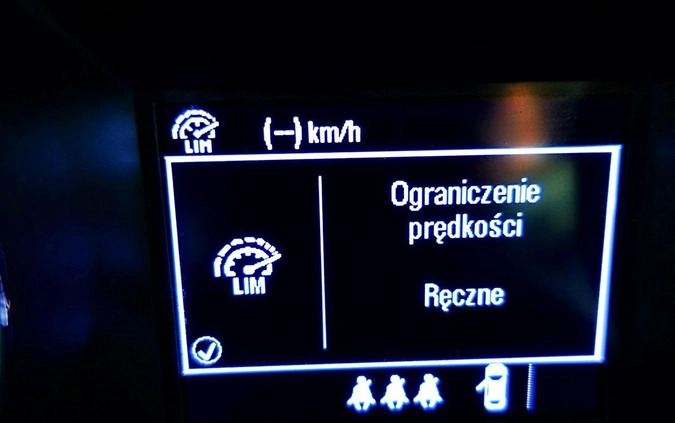 LIM (--) km/h
Ograniczenie
prędkości
LIM
Ręczne